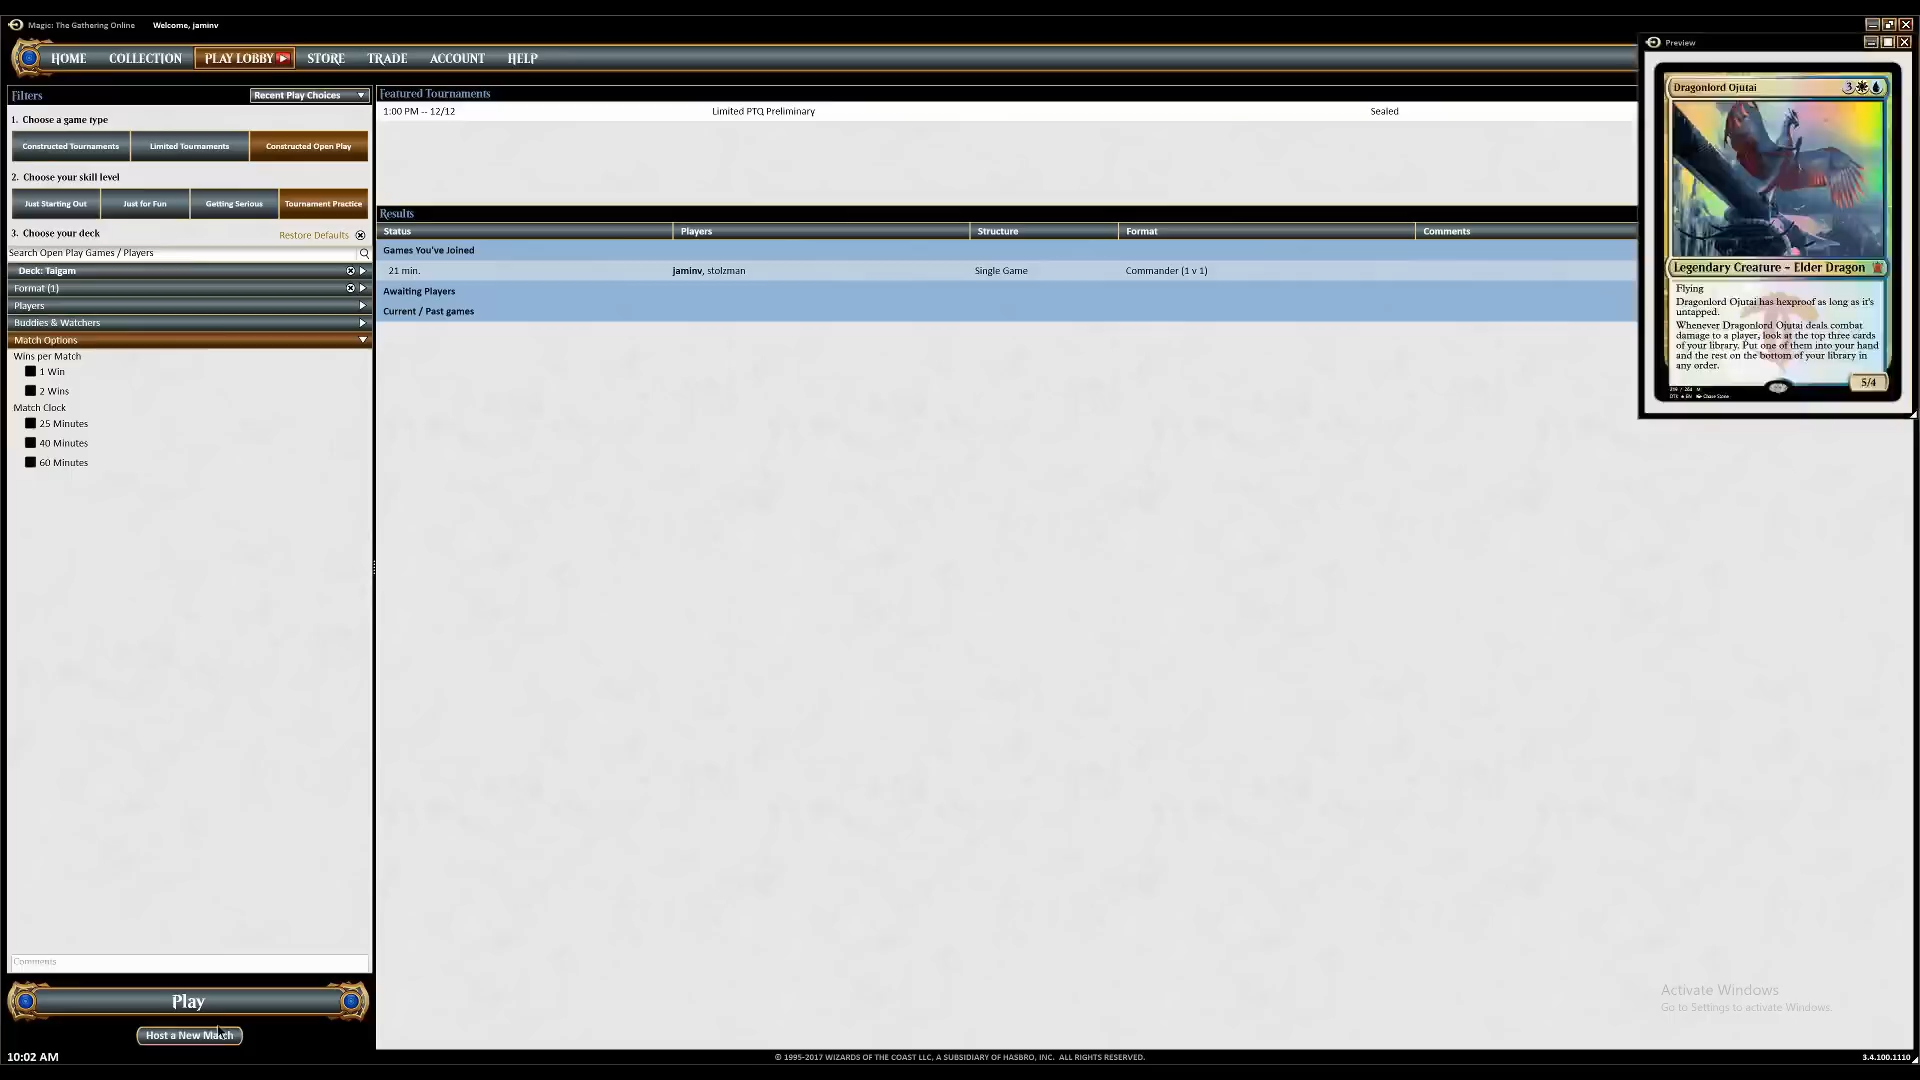 Magic: The Gathering Online Welcome, jaminv
HOME COLLECTION PLAY LOBBY STORE TRADE ACCOUNT HELP
Filters Recent Play Choices
1. Choose a game type
Constructed Tournaments Limited Tournaments Constructed Open Play
2. Choose your skill level
Just Starting Out Just for Fun Getting Serious Tournament Practice
3. Choose your deck Restore Defaults
Search Open Play Games / Players
Deck: Taigam
Format (1)
Players
Buddies & Watchers
Match Options
Wins per Match
1 Win
2 Wins
Match Clock
25 Minutes
40 Minutes
60 Minutes
Comments
Play
Host a New Match
10:02 AM
Featured Tournaments
1:00 PM -- 12/12 Limited PTQ Preliminary Sealed
Results
Status Players Structure Format Comments
Games You've Joined
21 min. jaminv, stolzman Single Game Commander (1 v 1)
Awaiting Players
Current / Past games
Preview
Dragonlord Ojutai 3
Legendary Creature – Elder Dragon
Flying
Dragonlord Ojutai has hexproof as long as it's
untapped.
Whenever Dragonlord Ojutai deals combat
damage to a player, look at the top three cards
of your library. Put one of them into your hand
and the rest on the bottom of your library in
any order.
5/4
219 / 264 M
DTK • EN Chase Stone
Activate Windows
Go to Settings to activate Windows.
© 1995-2017 WIZARDS OF THE COAST LLC, A SUBSIDIARY OF HASBRO, INC. ALL RIGHTS RESERVED.
3.4.100.1110